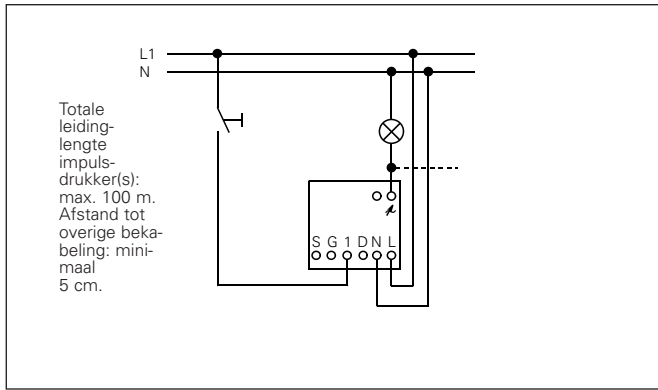 L1
N
Totale
leiding-
lengte
impuls-
drukker(s):
max. 100 m.
Afstand tot
overige beka-
beling: mini-
maal
5 cm.
S G 1 D N L